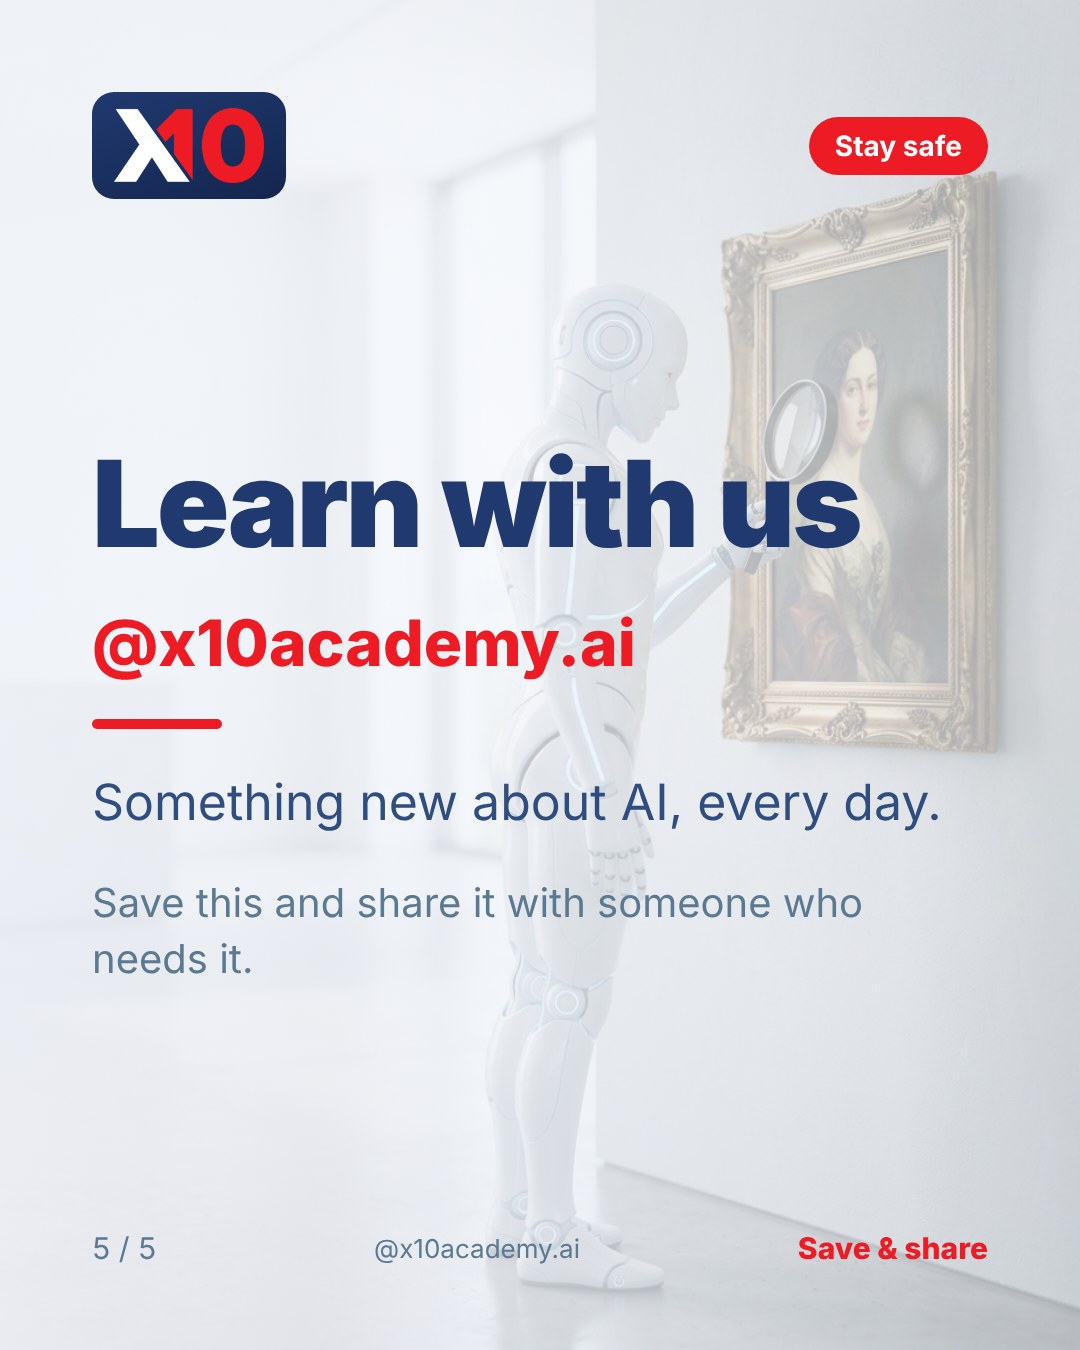 X10
Stay safe
Learn with us
@x10academy.ai
Something new about AI, every day.
Save this and share it with someone who
needs it.
5 / 5
@x10academy.ai
Save & share